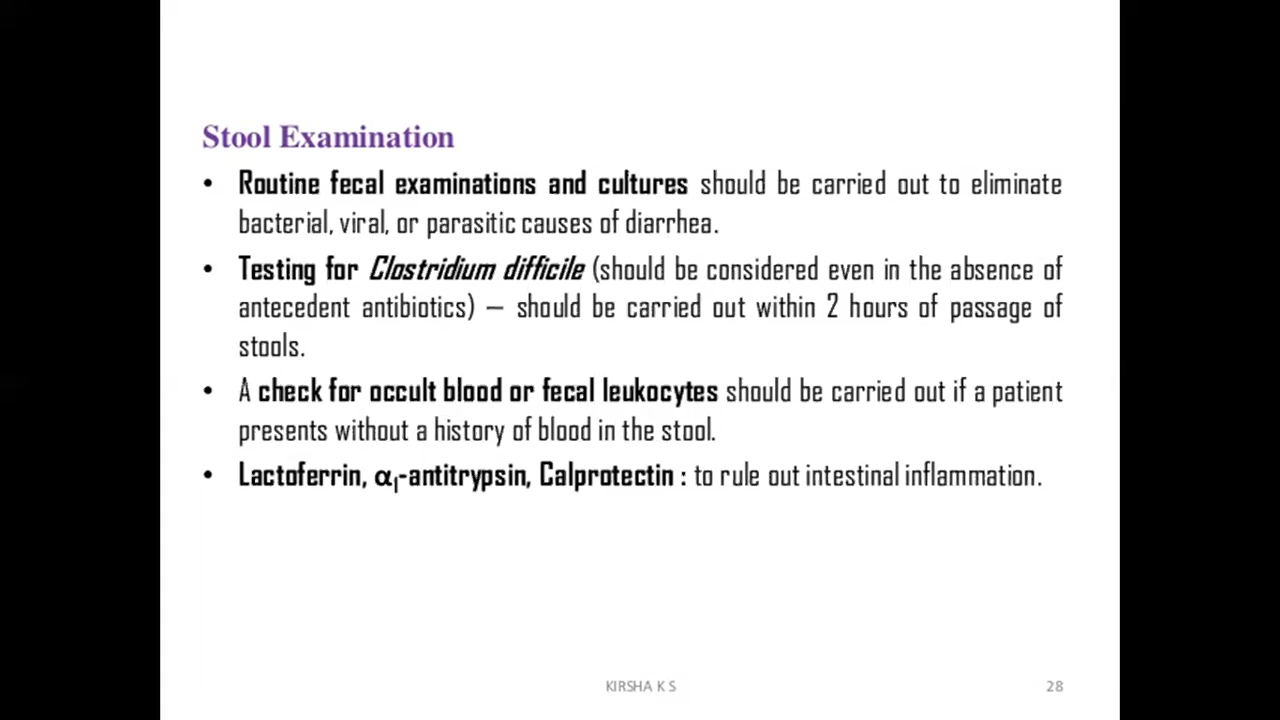 Stool Examination
• Routine fecal examinations and cultures should be carried out to eliminate
bacterial, viral, or parasitic causes of diarrhea.
• Testing for Clostridium difficile (should be considered even in the absence of
antecedent antibiotics) – should be carried out within 2 hours of passage of
stools.
• A check for occult blood or fecal leukocytes should be carried out if a patient
presents without a history of blood in the stool.
• Lactoferrin, α₁-antitrypsin, Calprotectin : to rule out intestinal inflammation.
KIRSHA K S
28